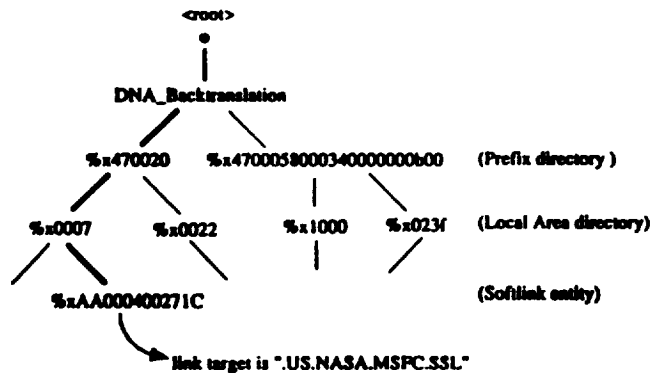 <root>
DNA_Backtranslation
%x470020 %x47000580003400000000b00 (Prefix directory )
%x0007 %x0022 %x1000 %x023f (Local Area directory)
%xAA000400271C (Softlink entity)
link target is ".US.NASA.MSFC.SSL"